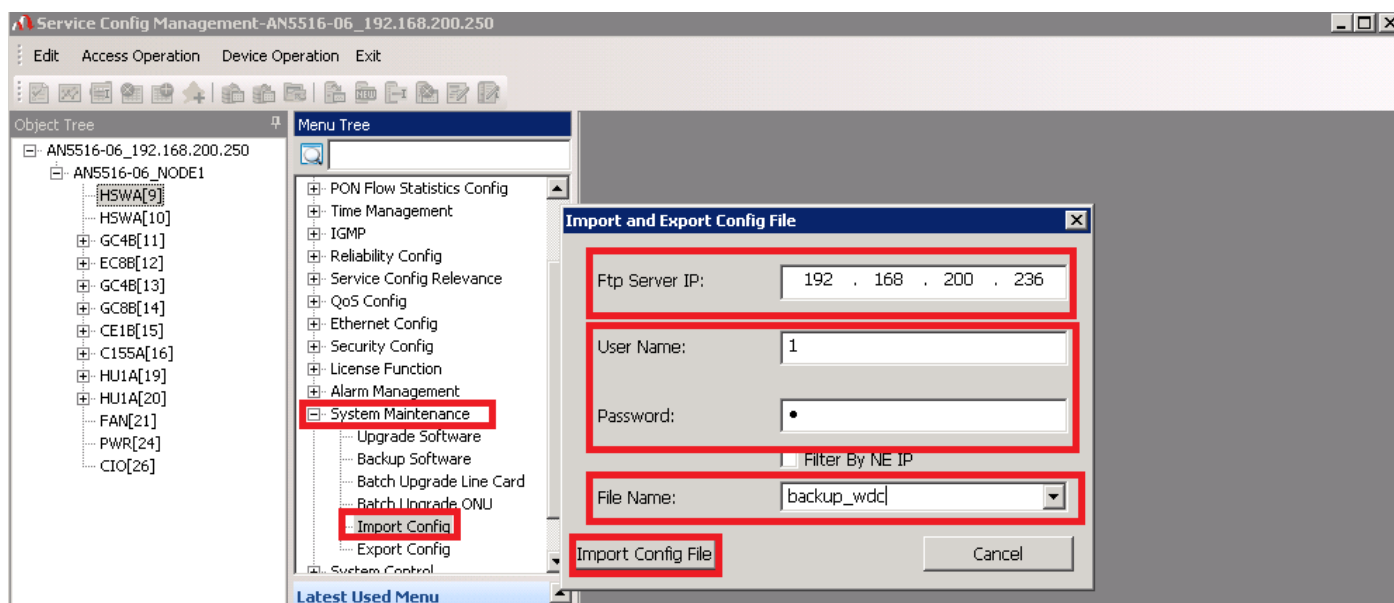 Service Config Management-AN5516-06_192.168.200.250
Edit Access Operation Device Operation Exit
Object Tree
AN5516-06_192.168.200.250
AN5516-06_NODE1
HSWA[9]
HSWA[10]
GC4B[11]
EC8B[12]
GC4B[13]
GC8B[14]
CE1B[15]
C155A[16]
HU1A[19]
HU1A[20]
FAN[21]
PWR[24]
CIO[26]
Menu Tree
PON Flow Statistics Config
Time Management
IGMP
Reliability Config
Service Config Relevance
QoS Config
Ethernet Config
Security Config
License Function
Alarm Management
System Maintenance
Upgrade Software
Backup Software
Batch Upgrade Line Card
Batch Upgrade ONU
Import Config
Export Config
System Control
Latest Used Menu
Import and Export Config File
Ftp Server IP: 192 . 168 . 200 . 236
User Name: 1
Password: •
Filter By NE IP
File Name: backup_wdc
Import Config File Cancel